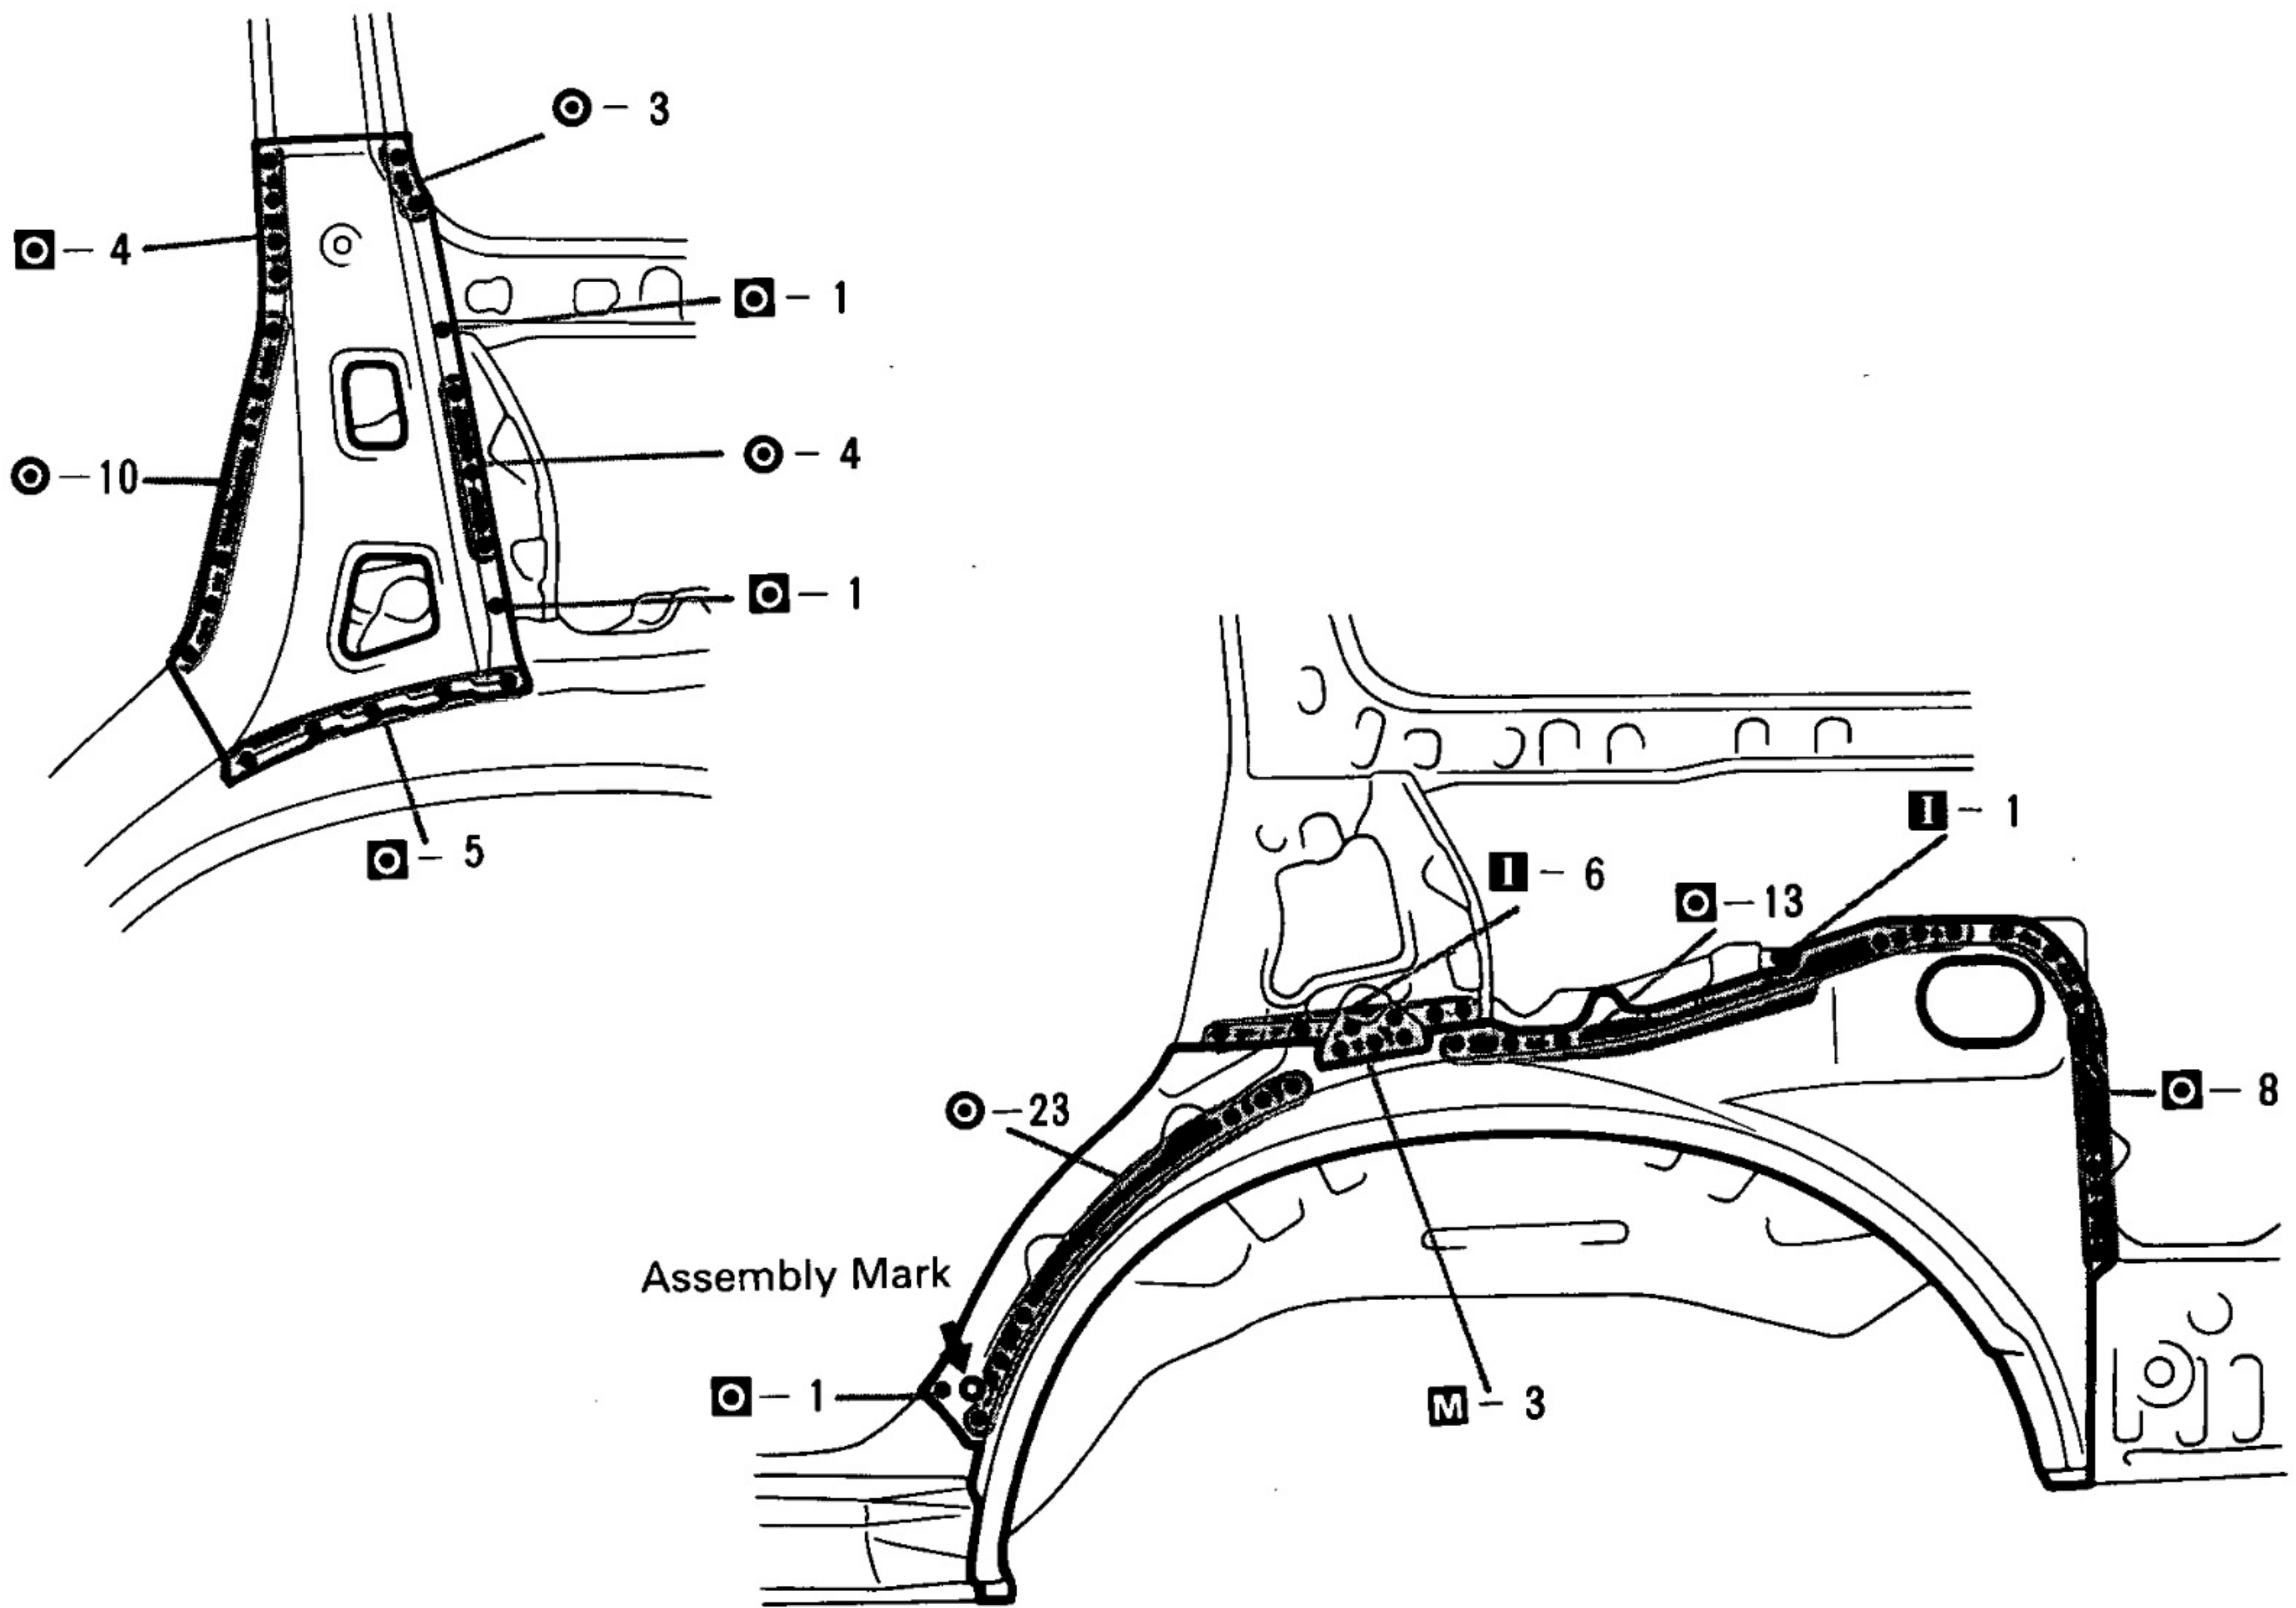 ◎ - 3
◎ - 4
◎ - 1
◎ - 10
◎ - 4
◎ - 1
◎ - 5
I - 1
I - 6
◎ - 13
◎ - 23
◎ - 8
Assembly Mark
◎ - 1
M - 3